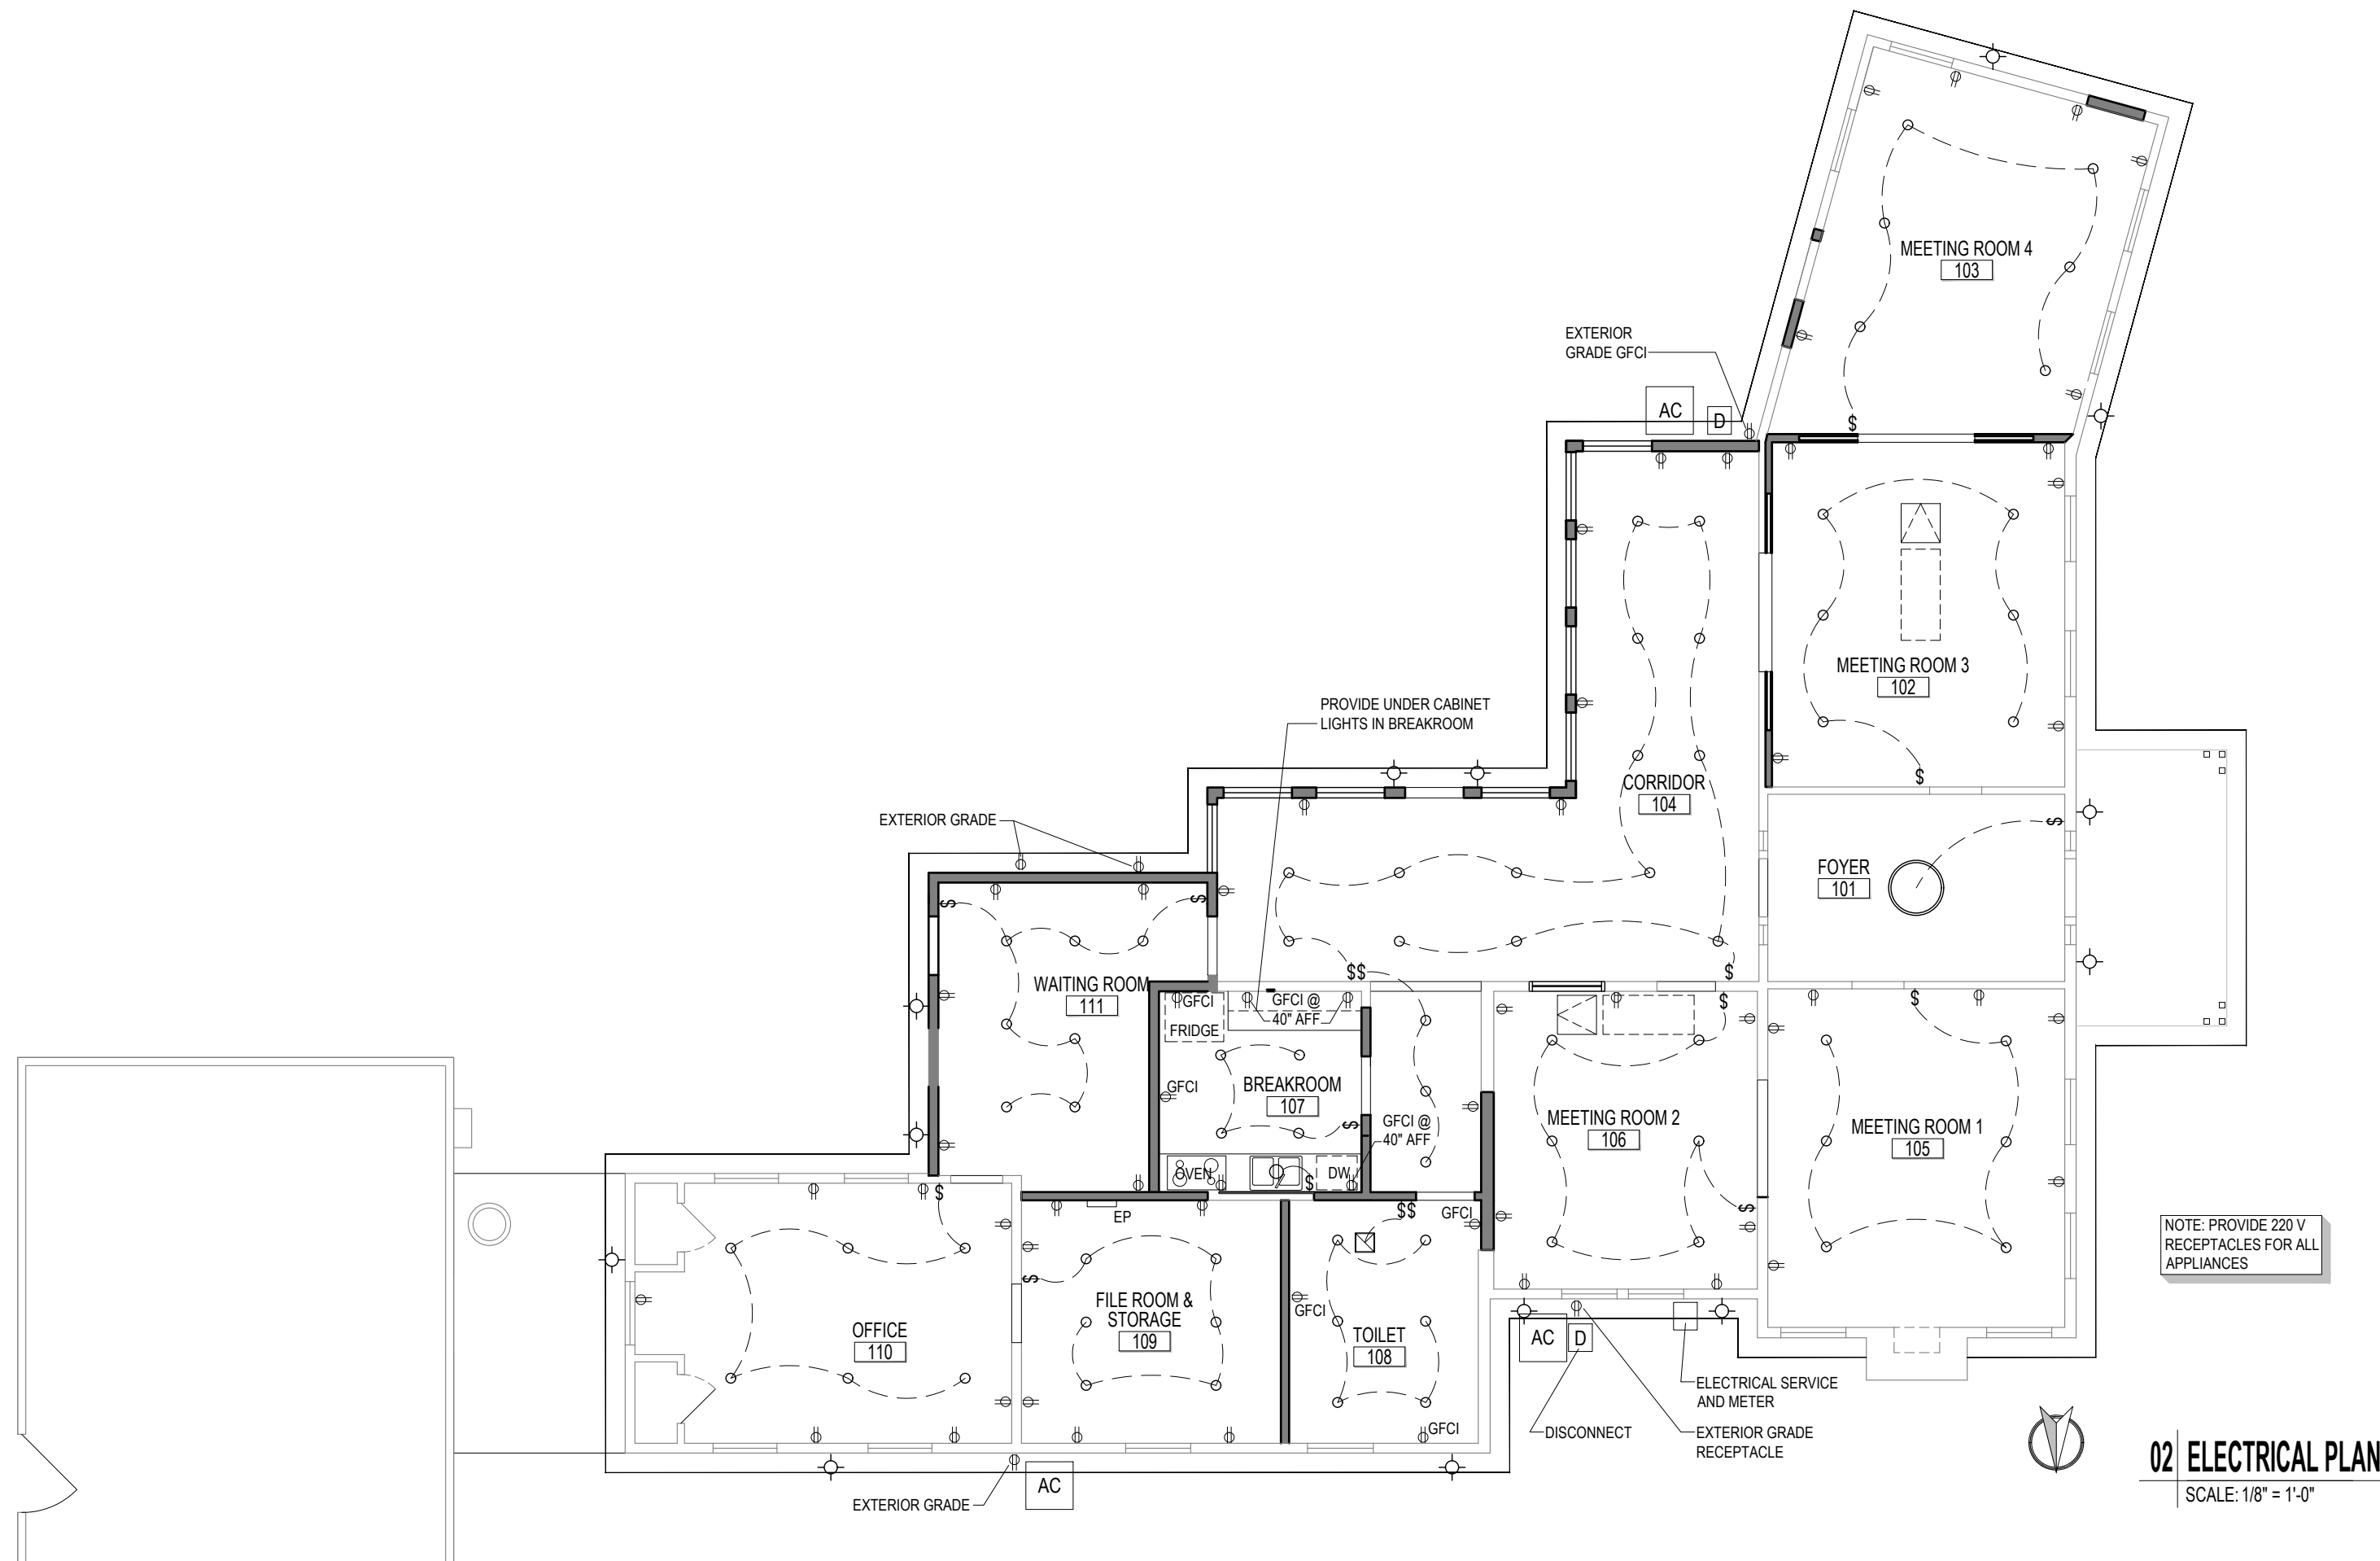 MEETING ROOM 4
103
EXTERIOR
GRADE GFCI
AC
D
$
MEETING ROOM 3
102
$
PROVIDE UNDER CABINET
LIGHTS IN BREAKROOM
CORRIDOR
104
EXTERIOR GRADE
$
FOYER
101
$
$
$$
$
WAITING ROOM
111
GFCI
GFCI @
40" AFF
FRIDGE
$
$
BREAKROOM
107
GFCI
$
GFCI @
40" AFF
MEETING ROOM 2
106
MEETING ROOM 1
105
OVEN
$
DW
$
EP
$$
GFCI
$
NOTE: PROVIDE 220 V
RECEPTACLES FOR ALL
APPLIANCES
$
FILE ROOM &
STORAGE
109
GFCI
OFFICE
110
TOILET
108
AC
D
ELECTRICAL SERVICE
AND METER
GFCI
DISCONNECT
EXTERIOR GRADE
RECEPTACLE
AC
EXTERIOR GRADE
02 ELECTRICAL PLAN
SCALE: 1/8" = 1'-0"